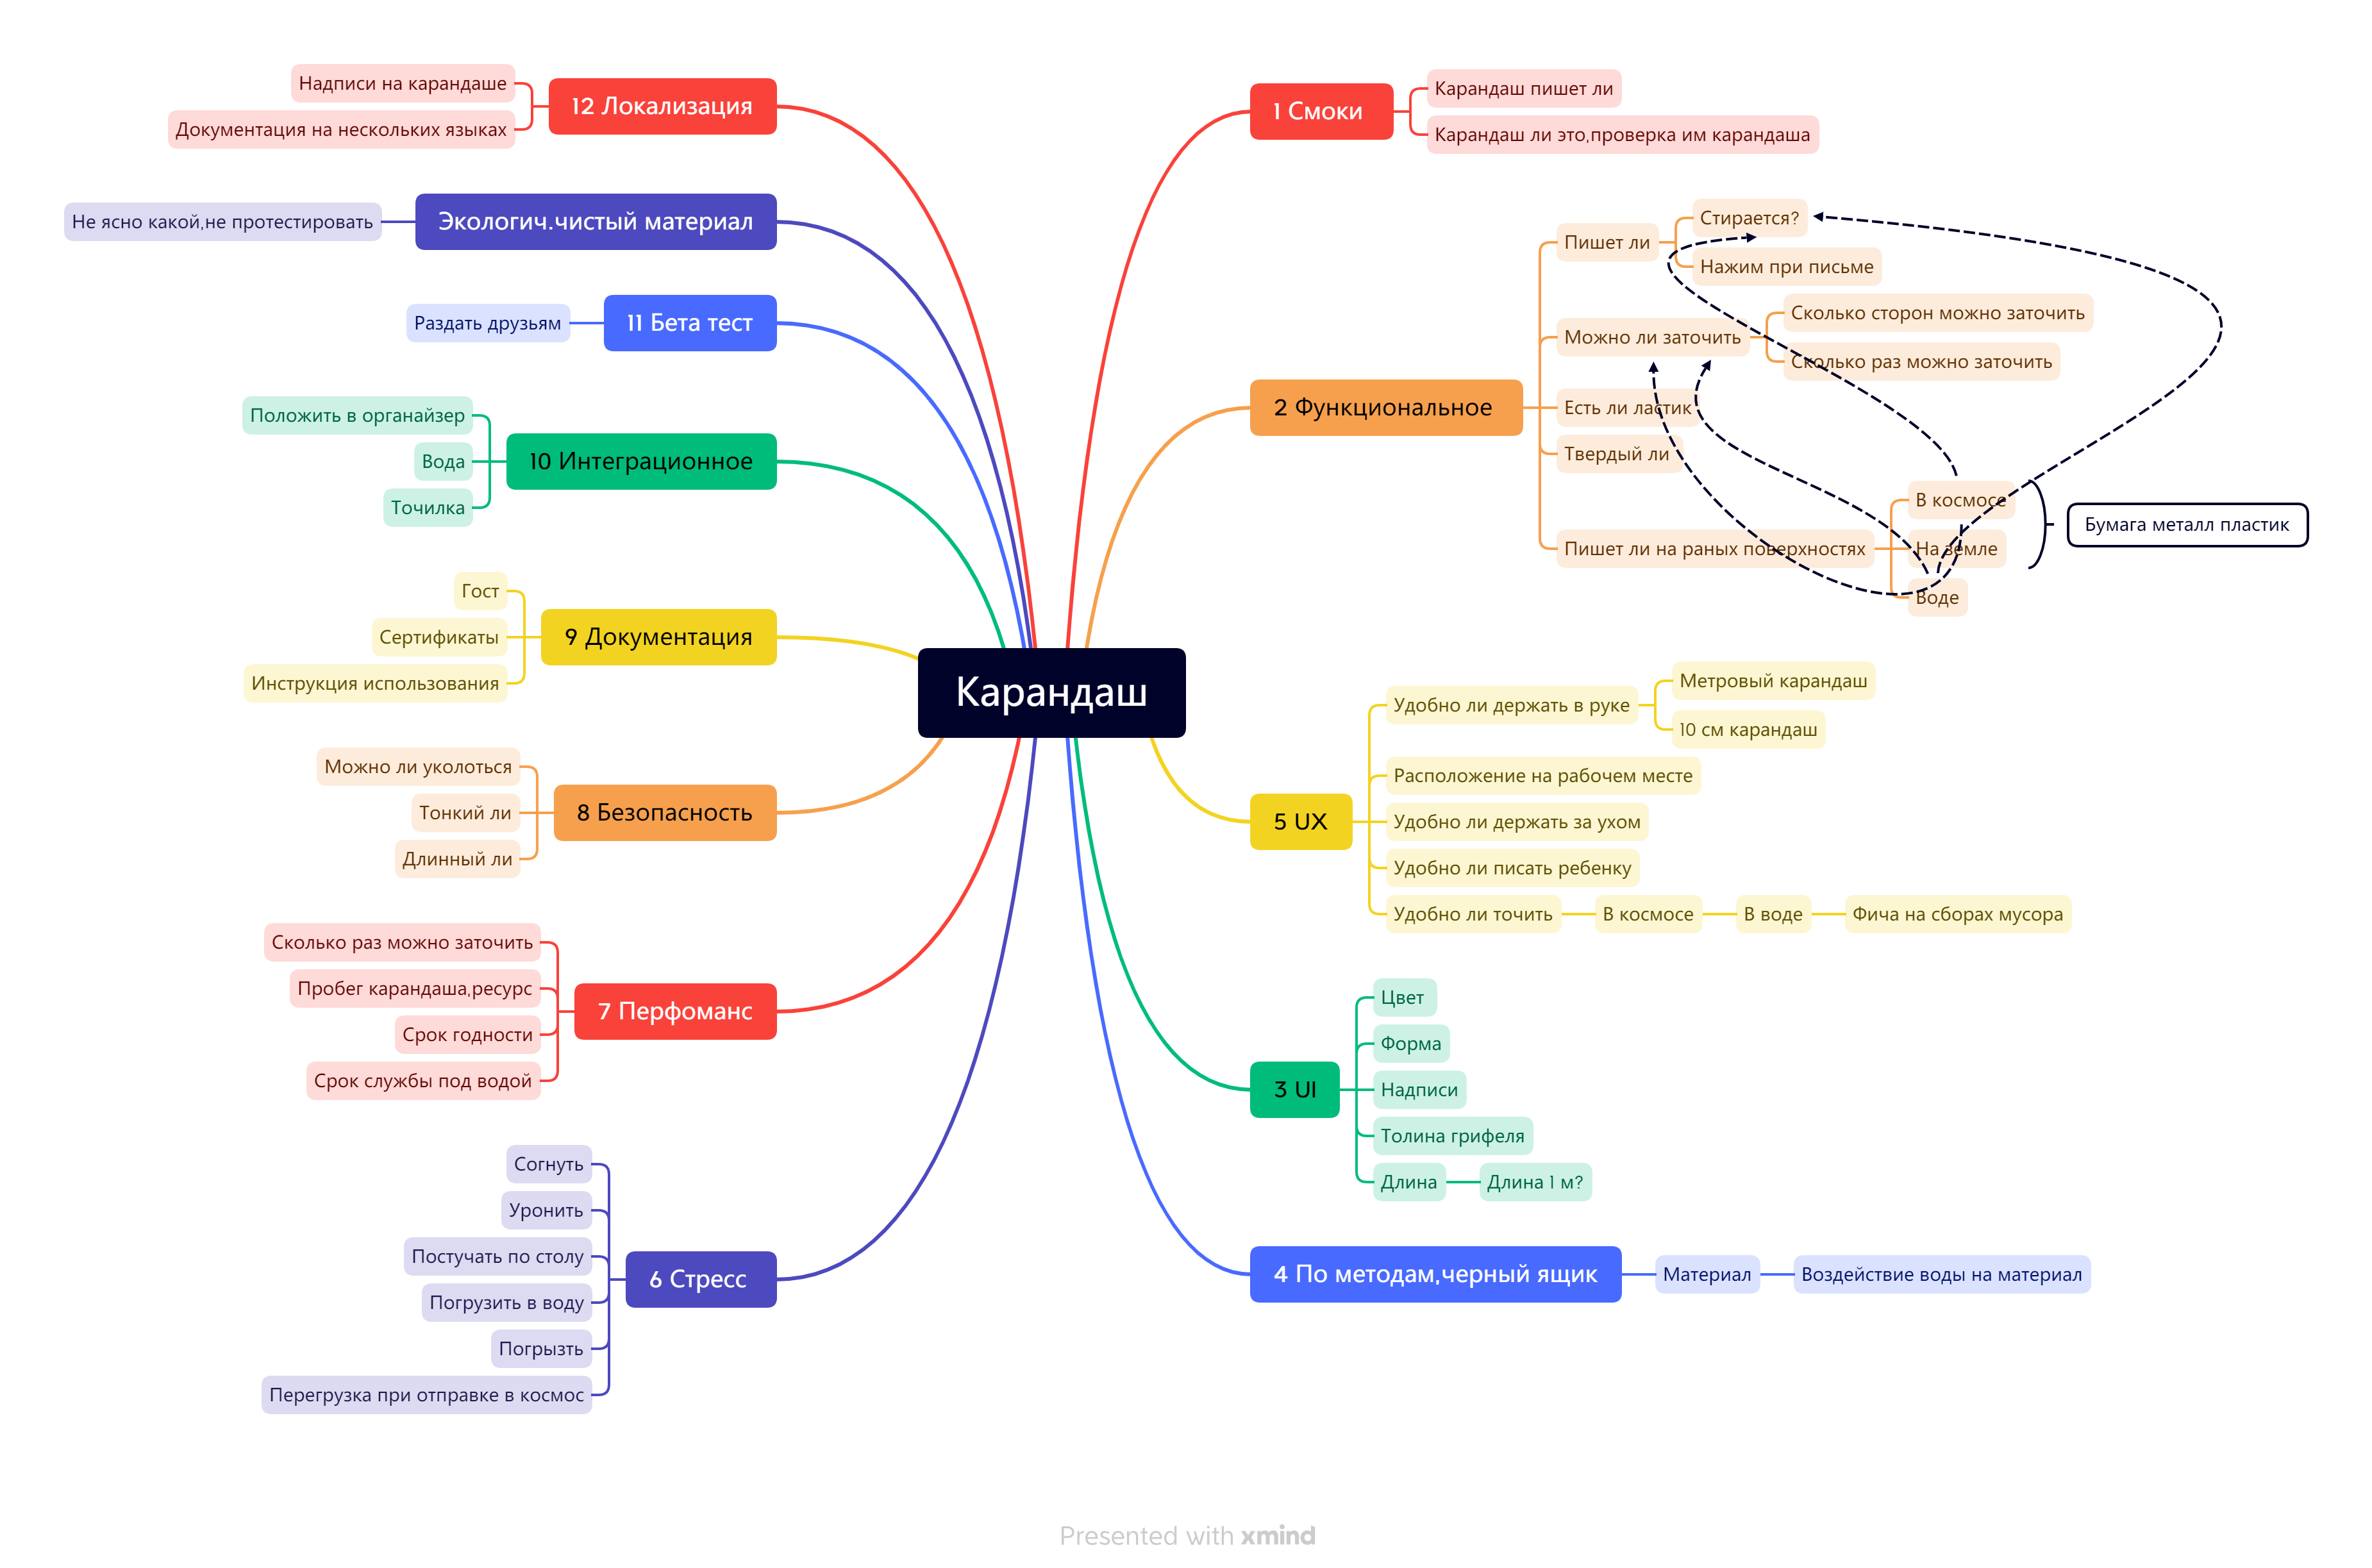 Карандаш
1 Смоки
Карандаш пишет ли
Карандаш ли это,проверка им карандаша
2 Функциональное
Пишет ли
Стирается?
Нажим при письме
Можно ли заточить
Сколько сторон можно заточить
Сколько раз можно заточить
Есть ли ластик
Твердый ли
Пишет ли на раных поверхностях
В космосе
На земле
Воде
Бумага металл пластик
5 UX
Удобно ли держать в руке
Метровый карандаш
10 см карандаш
Расположение на рабочем месте
Удобно ли держать за ухом
Удобно ли писать ребенку
Удобно ли точить
В космосе
В воде
Фича на сборах мусора
3 UI
Цвет
Форма
Надписи
Толина грифеля
Длина
Длина 1 м?
4 По методам,черный ящик
Материал
Воздействие воды на материал
12 Локализация
Надписи на карандаше
Документация на нескольких языках
Экологич.чистый материал
Не ясно какой,не протестировать
11 Бета тест
Раздать друзьям
10 Интеграционное
Положить в органайзер
Вода
Точилка
9 Документация
Гост
Сертификаты
Инструкция использования
8 Безопасность
Можно ли уколоться
Тонкий ли
Длинный ли
7 Перфоманс
Сколько раз можно заточить
Пробег карандаша,ресурс
Срок годности
Срок службы под водой
6 Стресс
Согнуть
Уронить
Постучать по столу
Погрузить в воду
Погрызть
Перегрузка при отправке в космос
Presented with xmind